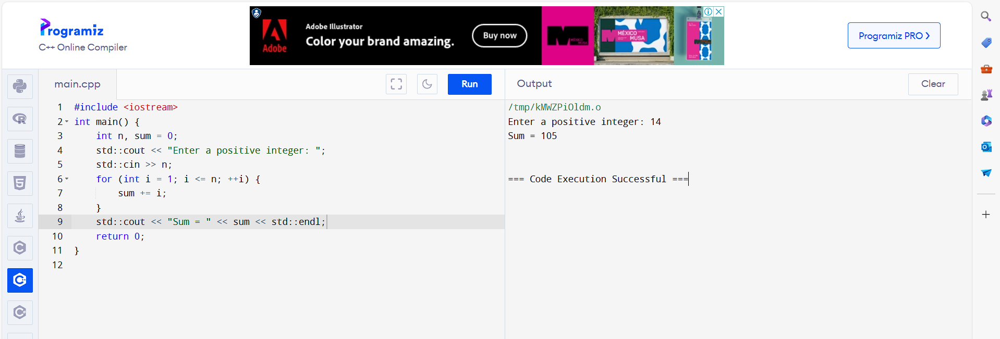 Programiz
C++ Online Compiler
Adobe
Adobe Illustrator
Color your brand amazing.
Buy now
MÉXICO
MUSA
Programiz PRO
main.cpp
Run
Output
Clear
1 #include <iostream>
2 int main() {
3 int n, sum = 0;
4 std::cout << "Enter a positive integer: ";
5 std::cin >> n;
6 for (int i = 1; i <= n; ++i) {
7 sum += i;
8 }
9 std::cout << "Sum = " << sum << std::endl;
10 return 0;
11 }
12
/tmp/kMWZPiOldm.o
Enter a positive integer: 14
Sum = 105
=== Code Execution Successful ===